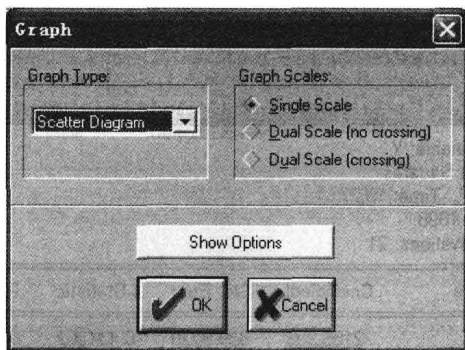 Graph
Graph Type:
Scatter Diagram
Graph Scales:
Single Scale
Dual Scale (no crossing)
Dual Scale (crossing)
Show Options
OK
Cancel